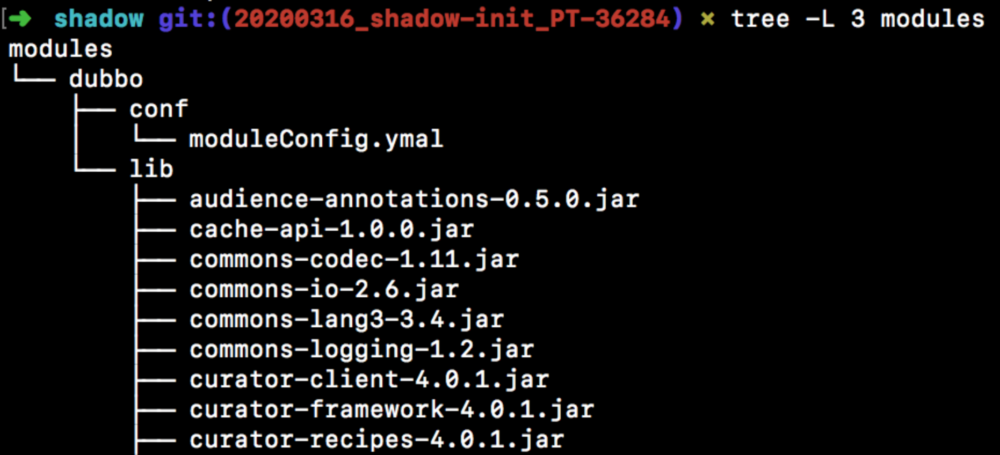 [➜  shadow git:(20200316_shadow-init_PT-36284) ✖ tree -L 3 modules
modules
└── dubbo
    ├── conf
    │   └── moduleConfig.ymal
    └── lib
        ├── audience-annotations-0.5.0.jar
        ├── cache-api-1.0.0.jar
        ├── commons-codec-1.11.jar
        ├── commons-io-2.6.jar
        ├── commons-lang3-3.4.jar
        ├── commons-logging-1.2.jar
        ├── curator-client-4.0.1.jar
        ├── curator-framework-4.0.1.jar
        ├── curator-recipes-4.0.1.jar